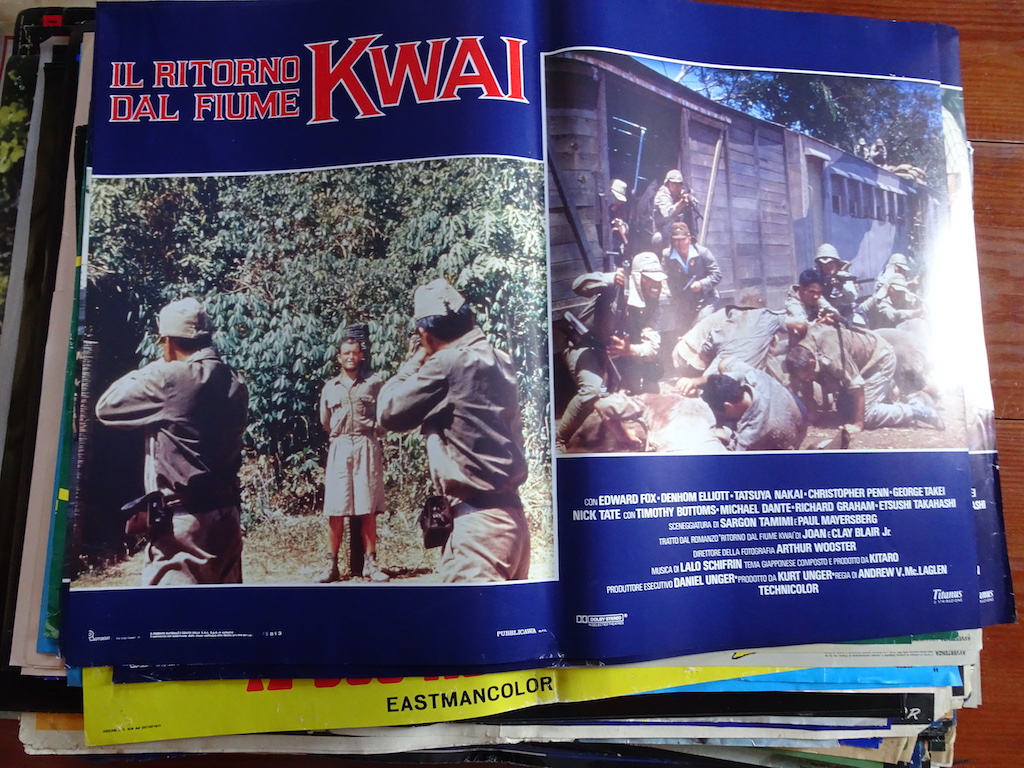 IL RITORNO
DAL FIUME KWAI
CON EDWARD FOX • DENHOM ELLIOTT • TATSUYA NAKAI • CHRISTOPHER PENN • GEORGE TAKEI
NICK TATE CON TIMOTHY BOTTOMS • MICHAEL DANTE • RICHARD GRAHAM • ETSUSHI TAKAHASHI
SCENEGGIATURA DI SARGON TAMIMI E PAUL MAYERSBERG
TRATTO DAL ROMANZO "RITORNO DAL FIUME KWAI" DI JOAN E CLAY BLAIR Jr.
DIRETTORE DELLA FOTOGRAFIA ARTHUR WOOSTER
MUSICA DI LALO SCHIFRIN TEMA GIAPPONESE COMPOSTO E PRODOTTO DA KITARO
PRODUTTORE ESECUTIVO DANIEL UNGER • PRODOTTO DA KURT UNGER • REGIA DI ANDREW V. Mc.LAGLEN
TECHNICOLOR
DOLBY STEREO
Titanus
PUBBLICAWA
EASTMANCOLOR
AVVERTENZA